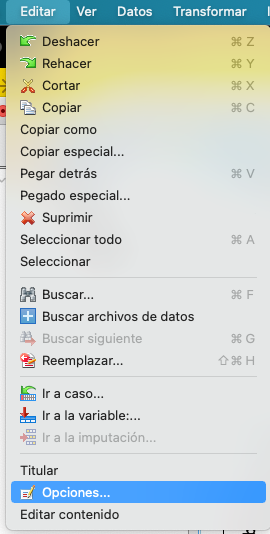 Editar Ver Datos Transformar
Deshacer ⌘ Z
Rehacer ⌘ Y
Cortar ⌘ X
Copiar ⌘ C
Copiar como
Copiar especial...
Pegar detrás ⌘ V
Pegado especial...
Suprimir
Seleccionar todo ⌘ A
Seleccionar
Buscar... ⌘ F
Buscar archivos de datos
Buscar siguiente ⌘ G
Reemplazar... ⇧⌘ H
Ir a caso...
Ir a la variable:...
Ir a la imputación...
Titular
Opciones...
Editar contenido